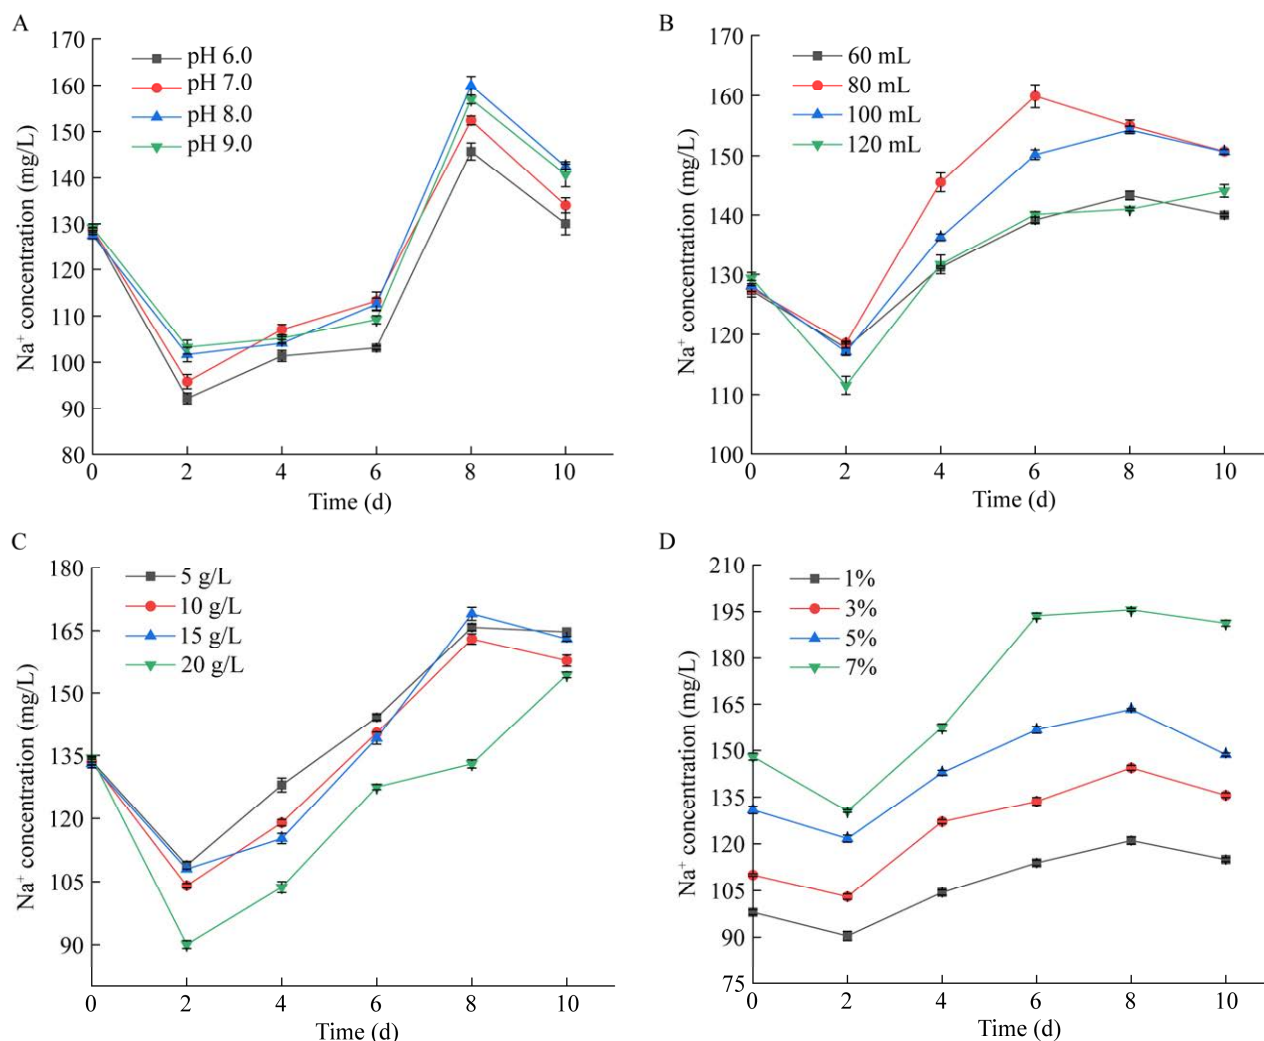 A
Na⁺ concentration (mg/L)
170
160
150
140
130
120
110
100
90
80
pH 6.0
pH 7.0
pH 8.0
pH 9.0
0 2 4 6 8 10
Time (d)
B
Na⁺ concentration (mg/L)
170
160
150
140
130
120
110
100
60 mL
80 mL
100 mL
120 mL
0 2 4 6 8 10
Time (d)
C
Na⁺ concentration (mg/L)
180
165
150
135
120
105
90
5 g/L
10 g/L
15 g/L
20 g/L
0 2 4 6 8 10
Time (d)
D
Na⁺ concentration (mg/L)
210
195
180
165
150
135
120
105
90
75
1%
3%
5%
7%
0 2 4 6 8 10
Time (d)